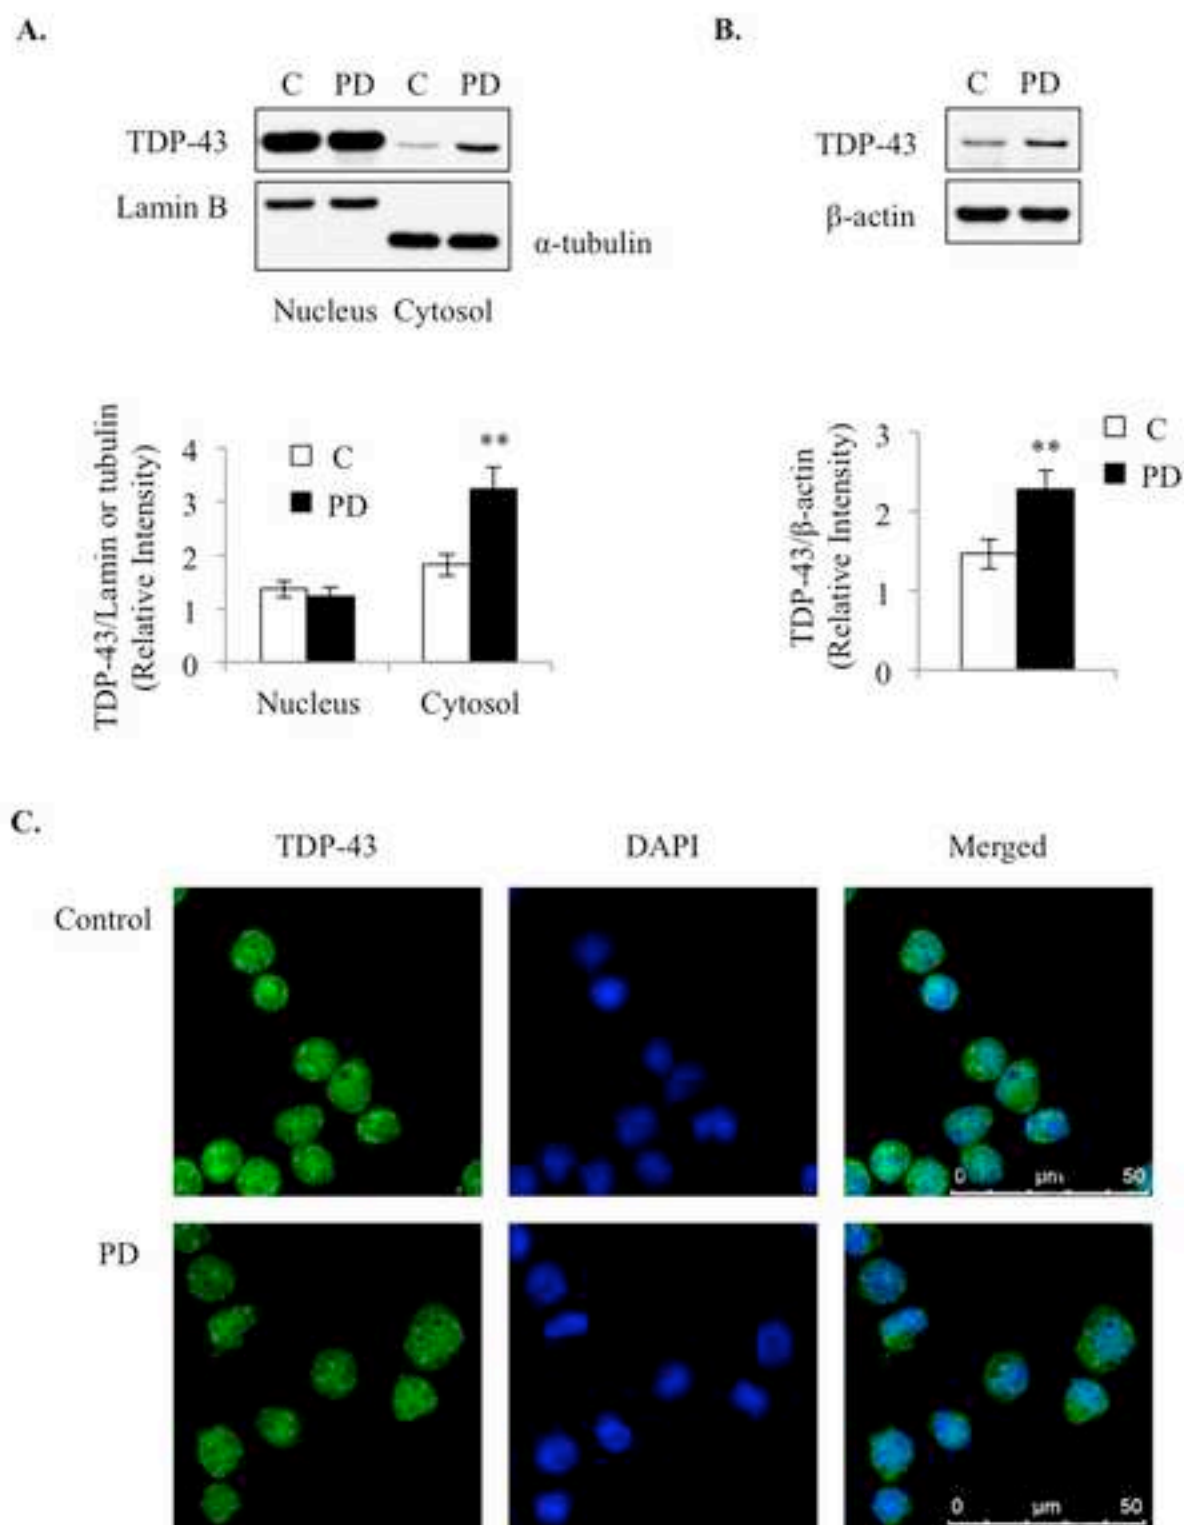 A.
C PD C PD
TDP-43
Lamin B
α-tubulin
Nucleus Cytosol
TDP-43/Lamin or tubulin
(Relative Intensity)
4
3
2
1
0
C
PD
**
Nucleus Cytosol
B.
C PD
TDP-43
β-actin
TDP-43/β-actin
(Relative Intensity)
3
2
1
0
**
C
PD
C.
TDP-43 DAPI Merged
Control
0 µm 50
PD
0 µm 50